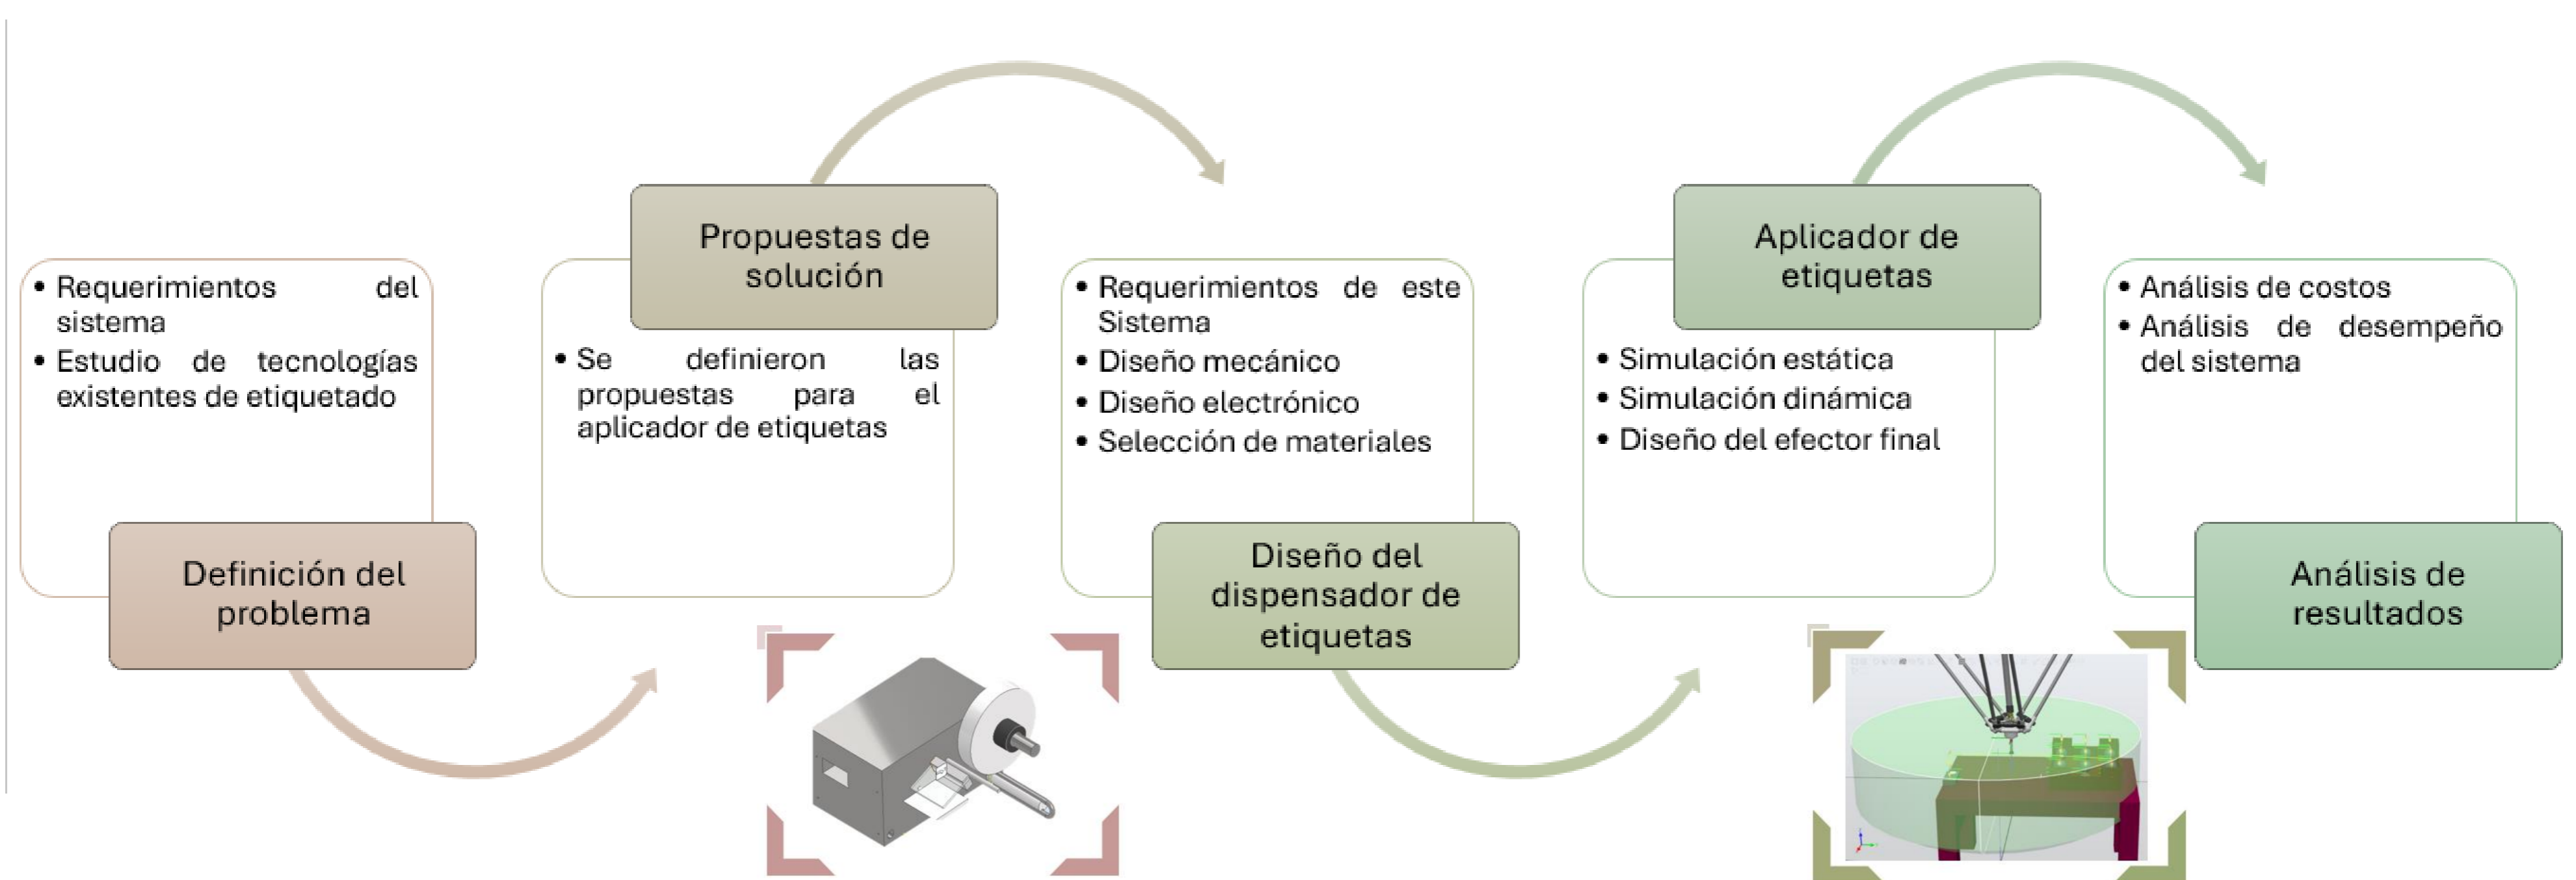 • Requerimientos del
sistema
• Estudio de tecnologías
existentes de etiquetado
Definición del
problema
Propuestas de
solución
• Se definieron las
propuestas para el
aplicador de etiquetas
• Requerimientos de este
Sistema
• Diseño mecánico
• Diseño electrónico
• Selección de materiales
Diseño del
dispensador de
etiquetas
Aplicador de
etiquetas
• Simulación estática
• Simulación dinámica
• Diseño del efector final
• Análisis de costos
• Análisis de desempeño
del sistema
Análisis de
resultados